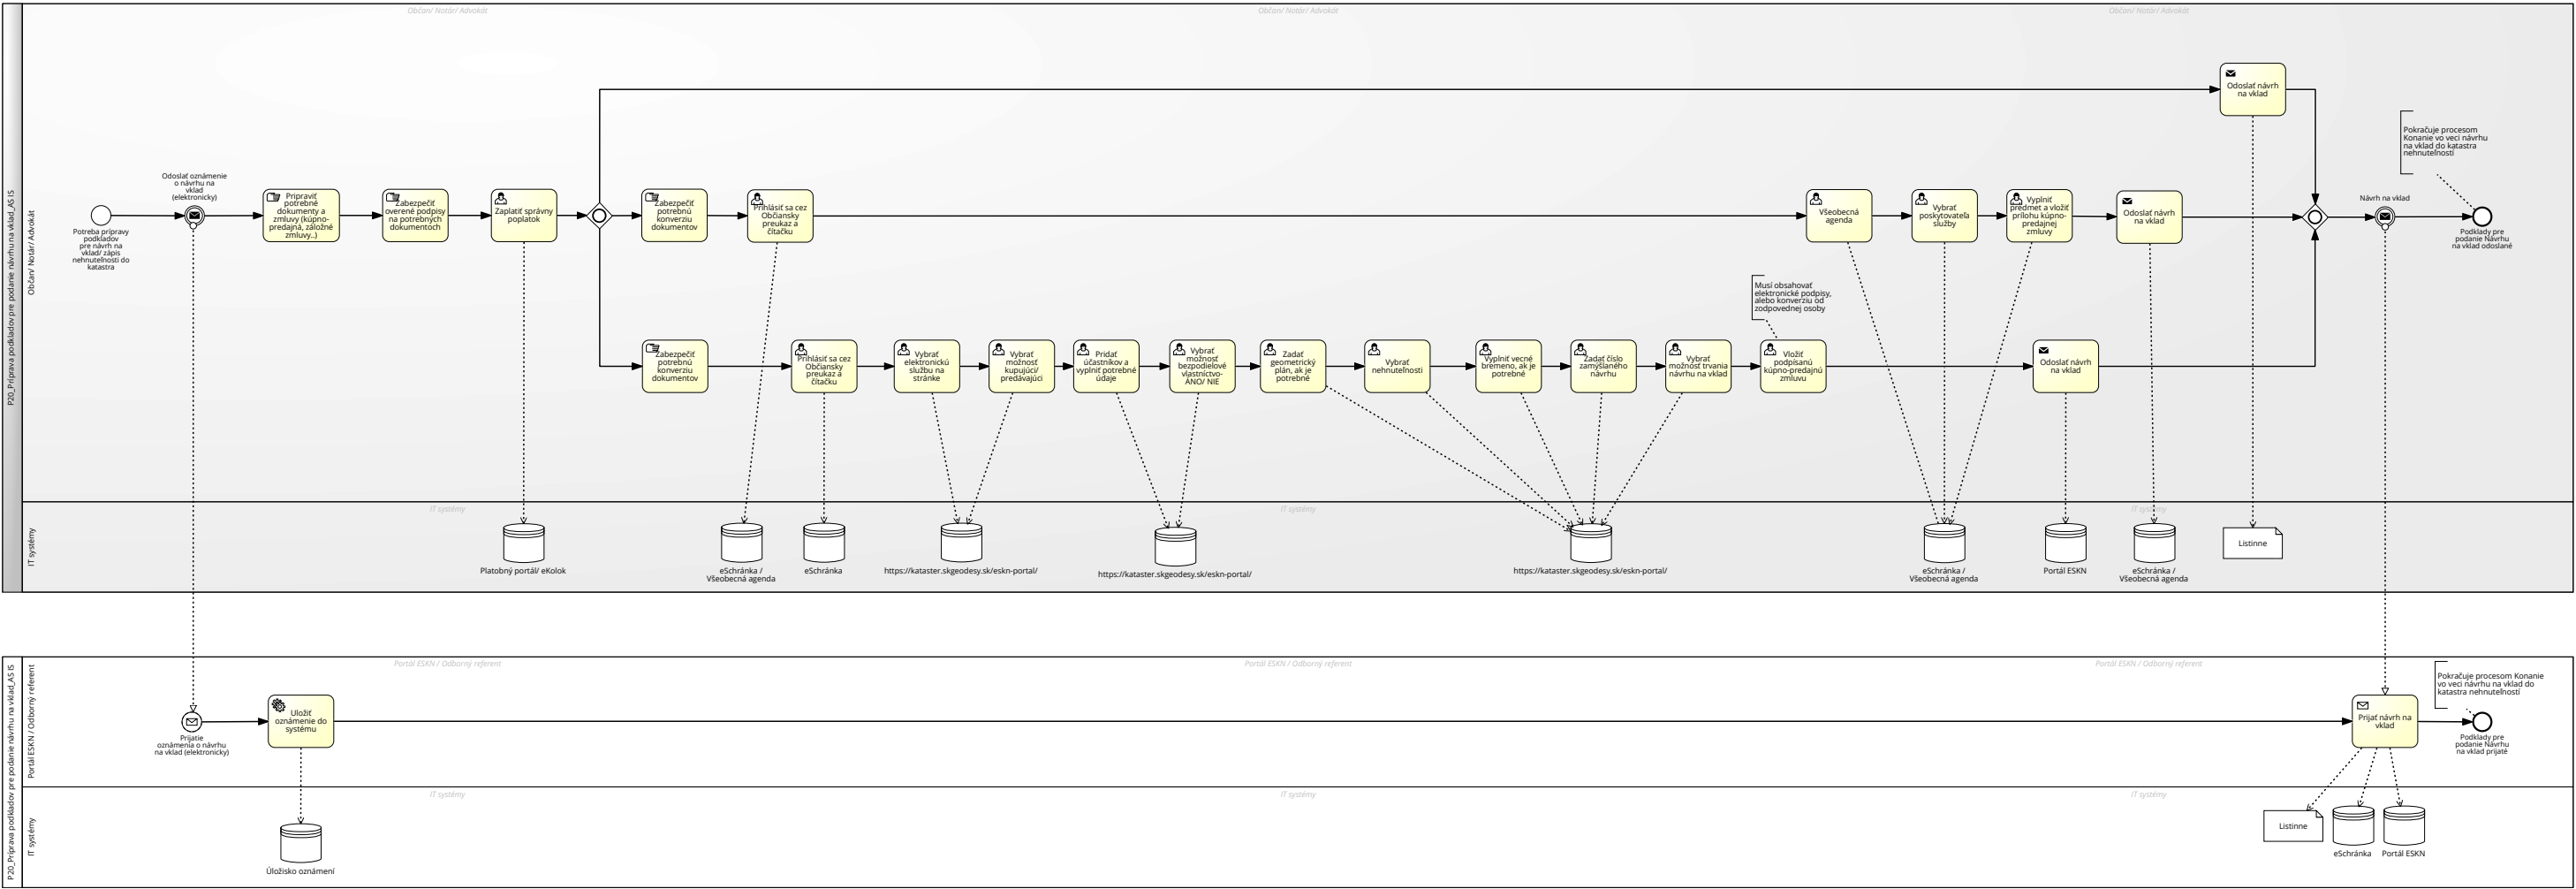 P20_Príprava podkladov pre podanie návrhu na vklad_AS IS
Občan/ Notár/ Advokát
Občan/ Notár/ Advokát
Občan/ Notár/ Advokát
Občan/ Notár/ Advokát
Potreba prípravy
podkladov
pre návrh na
vklad/ zápis
nehnuteľnosti do
katastra
Odoslať oznámenie
o návrhu na
vklad
(elektronicky)
Pripraviť
potrebné
dokumenty a
zmluvy (kúpno-
predajná, záložné
zmluvy..)
Zabezpečiť
overené podpisy
na potrebných
dokumentoch
Zaplatiť správny
poplatok
Zabezpečiť
potrebnú
konverziu
dokumentov
Prihlásiť sa cez
Občiansky
preukaz a
čítačku
Všeobecná
agenda
Vybrať
poskytovateľa
služby
Vyplniť
predmet a vložiť
prílohu kúpno-
predajnej
zmluvy
Odoslať návrh
na vklad
Odoslať návrh
na vklad
Návrh na vklad
Pokračuje procesom
Konanie vo veci návrhu
na vklad do katastra
nehnuteľností
Podklady pre
podanie Návrhu
na vklad odoslané
Zabezpečiť
potrebnú
konverziu
dokumentov
Prihlásiť sa cez
Občiansky
preukaz a
čítačku
Vybrať
elektronickú
službu na
stránke
Vybrať
možnosť
kupujúci/
predávajúci
Pridať
účastníkov a
vyplniť potrebné
údaje
Vybrať
možnosť
bezpodielové
vlastníctvo-
ÁNO/ NIE
Zadať
geometrický
plán, ak je
potrebné
Vybrať
nehnuteľnosti
Vyplniť vecné
bremeno, ak je
potrebné
Zadať číslo
zamýšľaného
návrhu
Vybrať
možnosť trvania
návrhu na vklad
Musí obsahovať
elektronické podpisy,
alebo konverziu od
zodpovednej osoby
Vložiť
podpísanú
kúpno-predajnú
zmluvu
Odoslať návrh
na vklad
IT systémy
IT systémy
IT systémy
IT systémy
Platobný portál/ eKolok
eSchránka /
Všeobecná agenda
eSchránka
https://kataster.skgeodesy.sk/eskn-portal/
https://kataster.skgeodesy.sk/eskn-portal/
https://kataster.skgeodesy.sk/eskn-portal/
eSchránka /
Všeobecná agenda
Portál ESKN
eSchránka /
Všeobecná agenda
Listinne
P20_Príprava podkladov pre podanie návrhu na vklad_AS IS
Portál ESKN / Odborný referent
Portál ESKN / Odborný referent
Portál ESKN / Odborný referent
Portál ESKN / Odborný referent
Prijatie
oznámenia o návrhu
na vklad (elektronicky)
Uložiť
oznámenie do
systému
Prijať návrh na
vklad
Pokračuje procesom Konanie
vo veci návrhu na vklad do
katastra nehnuteľností
Podklady pre
podanie Návrhu
na vklad prijaté
IT systémy
IT systémy
IT systémy
IT systémy
Úložisko oznámení
Listinne
eSchránka
Portál ESKN